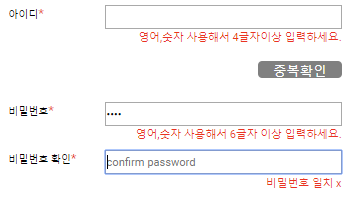 아이디*
영어,숫자 사용해서 4글자이상 입력하세요.
중복확인
비밀번호* ••••
영어,숫자 사용해서 6글자 이상 입력하세요.
비밀번호 확인* confirm password
비밀번호 일치 x